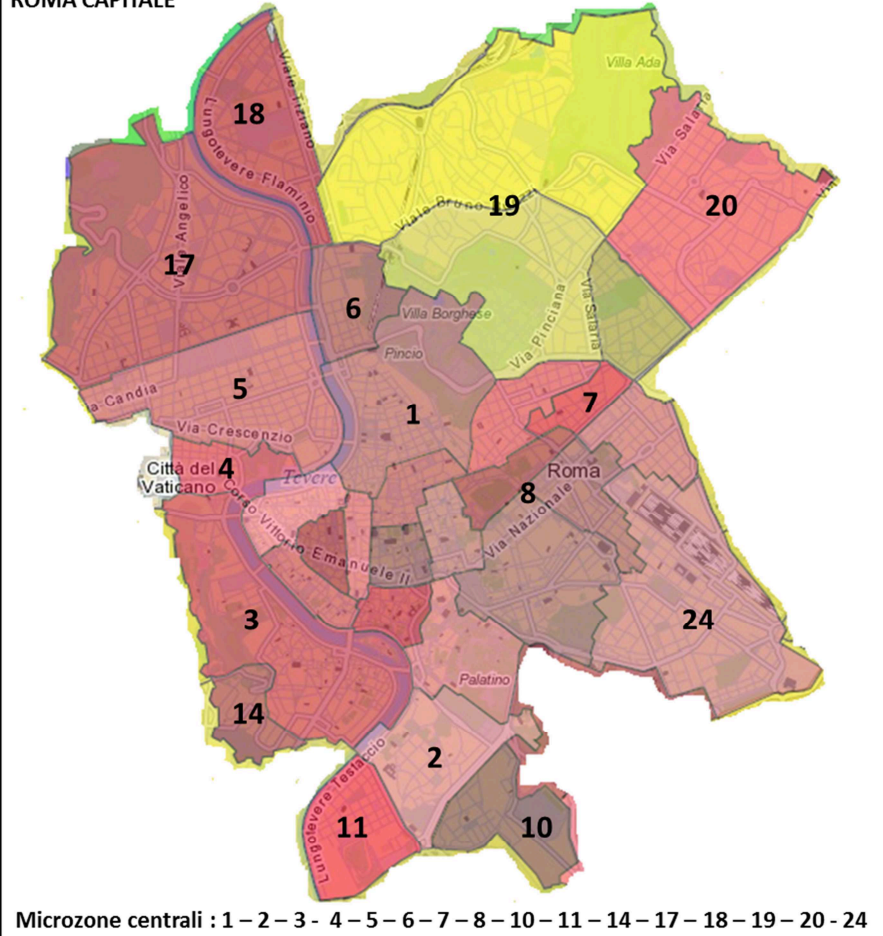 ROMA CAPITALE
Villa Ada
18
Viale Tiziano
Lungotevere Flaminio
Via Salaria
20
19
Viale Bruno
17
Viale Angelico
6
Villa Borghese
Via Pinciana
Via Salaria
Pincio
5
a Candia
1
7
Via Crescenzio
4
Città del
Vaticano
Tevere
Roma
8
Corso Vittorio Emanuele II
Via Nazionale
3
24
Palatino
14
2
Lungotevere Testaccio
11
10
Microzone centrali : 1 – 2 – 3 - 4 – 5 – 6 – 7 – 8 – 10 – 11 – 14 – 17 – 18 – 19 – 20 - 24